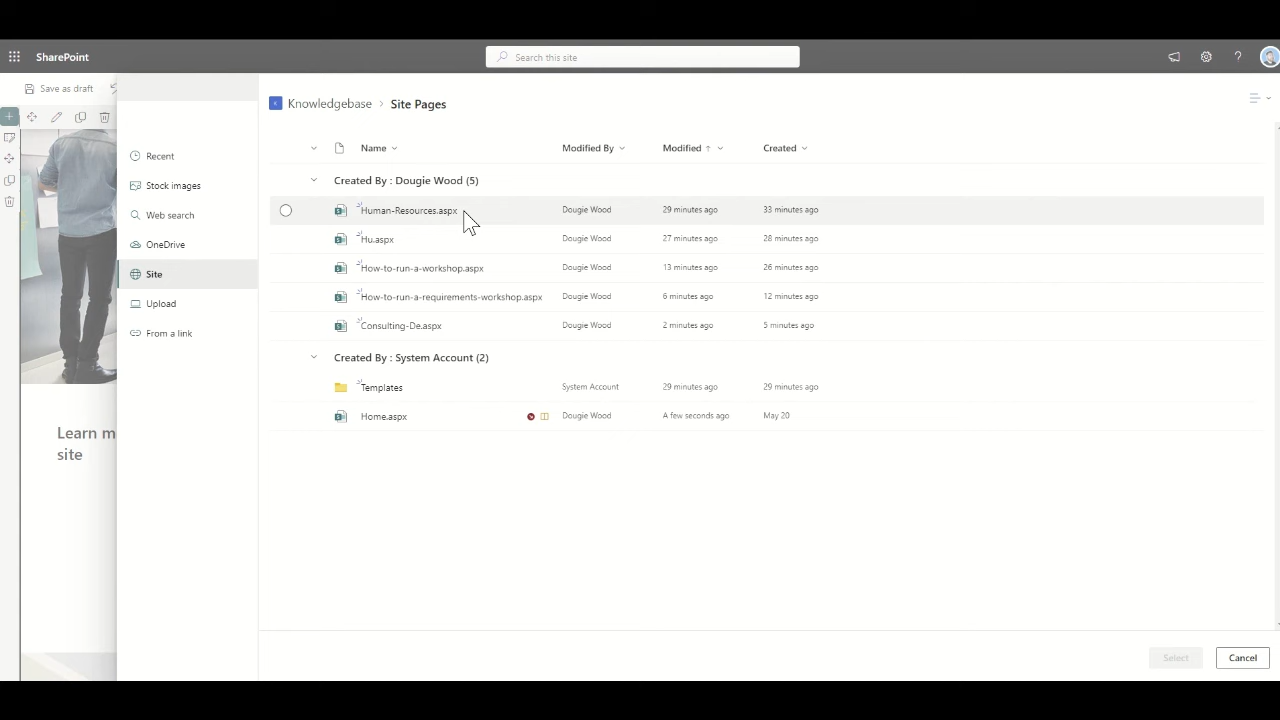 SharePoint
Search this site
?
Save as draft
Knowledgebase > Site Pages
Recent
Stock images
Web search
OneDrive
Site
Upload
From a link
Name Modified By Modified ↑ Created
Created By : Dougie Wood (5)
Human-Resources.aspx Dougie Wood 29 minutes ago 33 minutes ago
Hu.aspx Dougie Wood 27 minutes ago 28 minutes ago
How-to-run-a-workshop.aspx Dougie Wood 13 minutes ago 26 minutes ago
How-to-run-a-requirements-workshop.aspx Dougie Wood 6 minutes ago 12 minutes ago
Consulting-De.aspx Dougie Wood 2 minutes ago 5 minutes ago
Created By : System Account (2)
Templates System Account 29 minutes ago 29 minutes ago
Home.aspx Dougie Wood A few seconds ago May 20
Learn m
site
Select Cancel